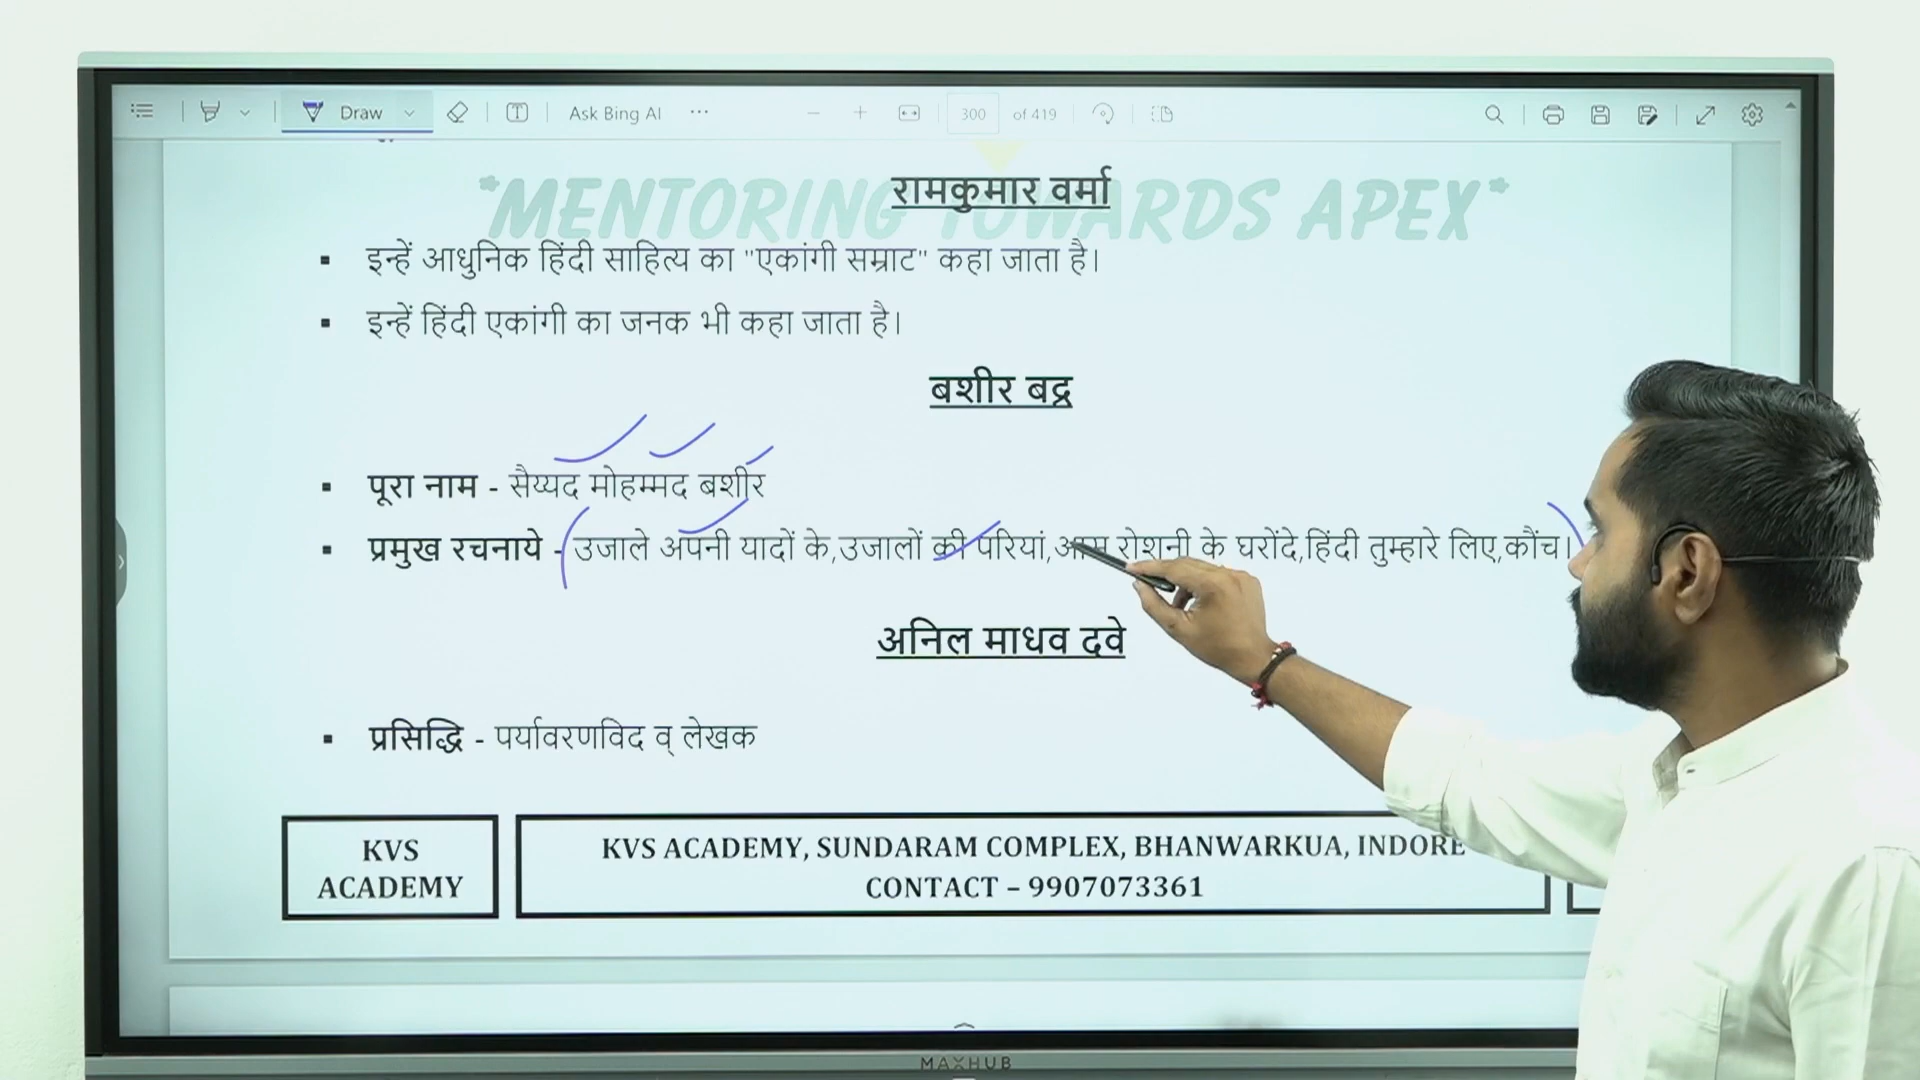 Draw
Ask Bing AI
300 of 419
*MENTORING TOWARDS APEX*
रामकुमार वर्मा
▪ इन्हें आधुनिक हिंदी साहित्य का "एकांगी सम्राट" कहा जाता है।
▪ इन्हें हिंदी एकांगी का जनक भी कहा जाता है।
बशीर बद्र
▪ पूरा नाम - सैय्यद मोहम्मद बशीर
▪ प्रमुख रचनाये - उजाले अपनी यादों के,उजालों की परियां, रोशनी के घरोंदे,हिंदी तुम्हारे लिए,कौंच।
अनिल माधव दवे
▪ प्रसिद्धि - पर्यावरणविद व् लेखक
KVS
ACADEMY
KVS ACADEMY, SUNDARAM COMPLEX, BHANWARKUA, INDORE
CONTACT – 9907073361
MAXHUB